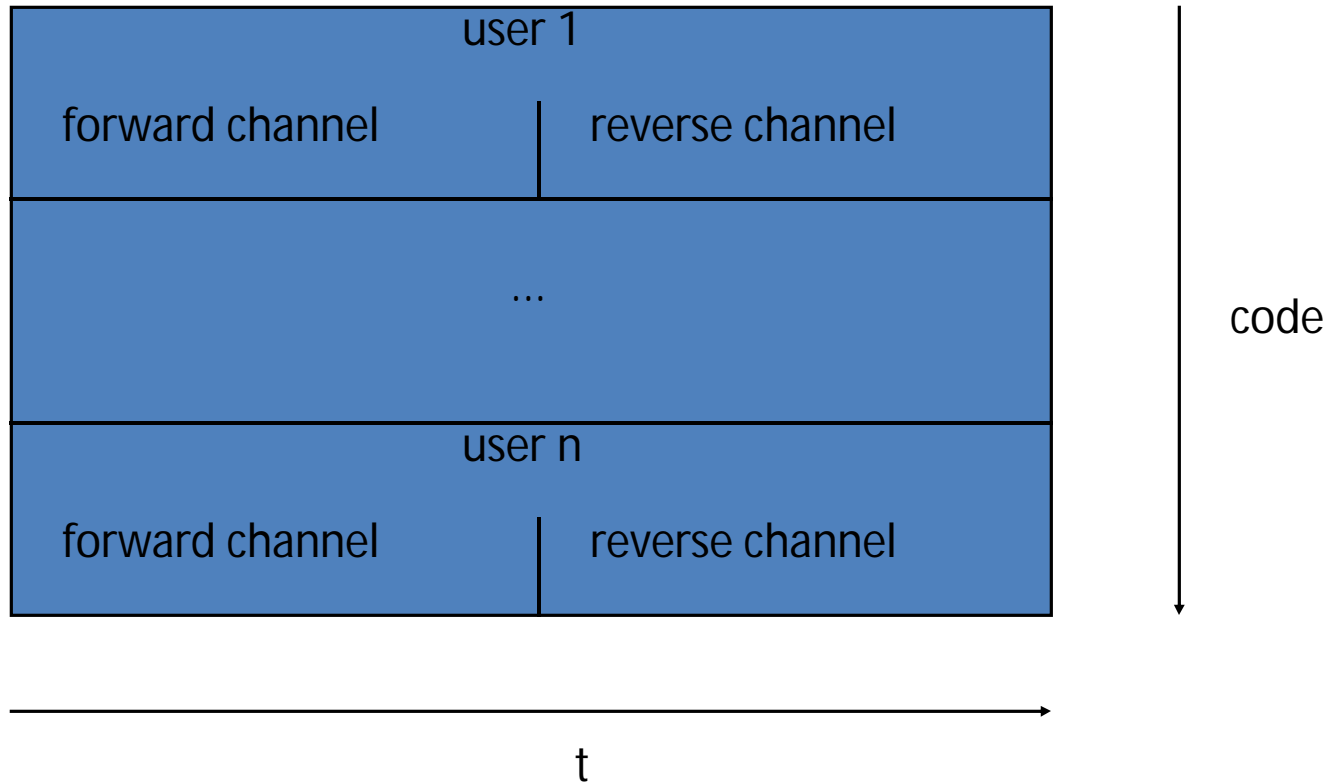 user 1
forward channel reverse channel
...
code
user n
forward channel reverse channel
t